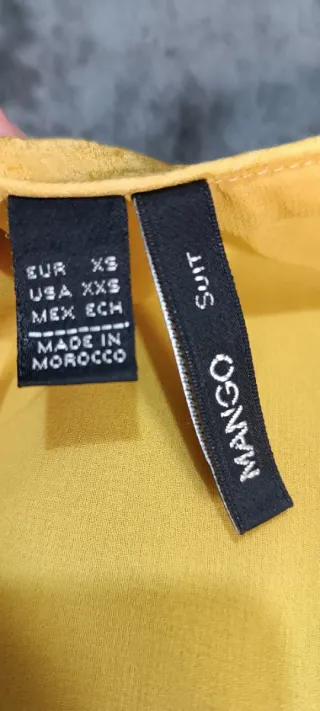 EUR XS
USA XXS
MEX ECH
MADE IN
MOROCCO
MANGO SUIT